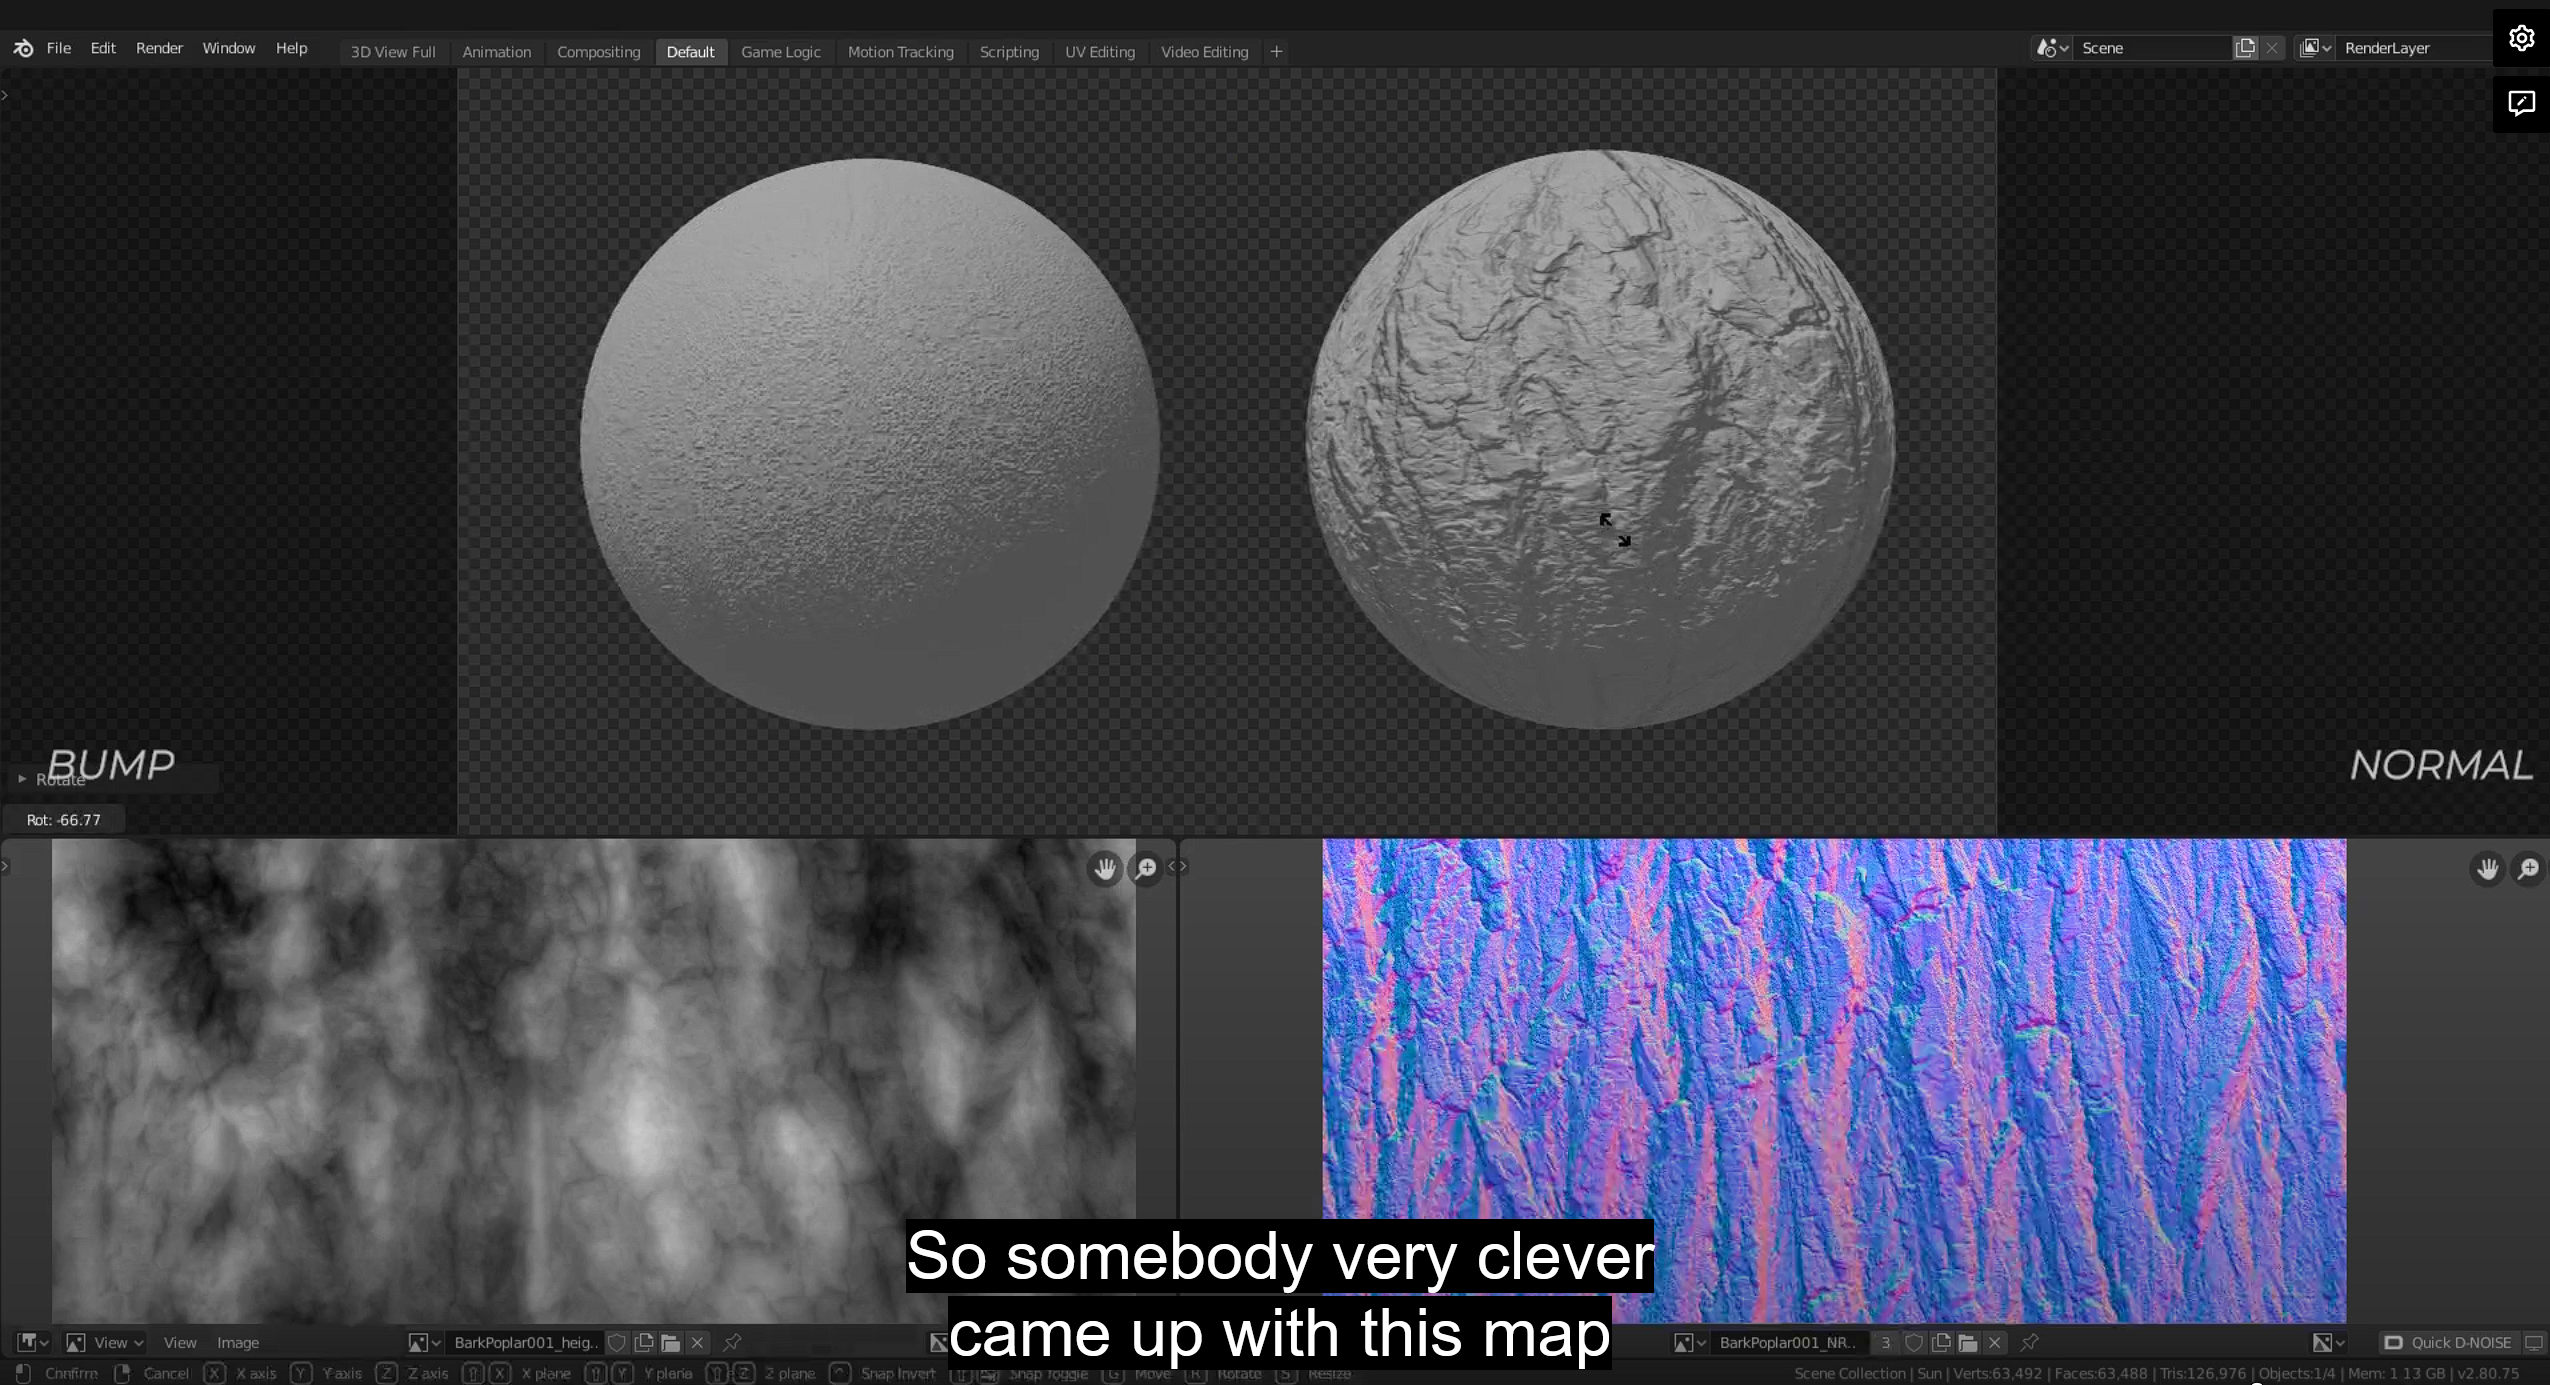 File Edit Render Window Help 3D View Full Animation Compositing Default Game Logic Motion Tracking Scripting UV Editing Video Editing + Scene RenderLayer
BUMP
NORMAL
Rotate
Rot: -66.77
So somebody very clever
came up with this map
View View Image BarkPoplar001_heig.. BarkPoplar001_NR.. 3 Quick D-NOISE
Confirm Cancel X X axis Y Y axis Z Z axis X X plane Y Y plane Z Z plane Snap Invert Snap Toggle G Move R Rotate S Resize Scene Collection | Sun | Verts:63,492 | Faces:63,488 | Tris:126,976 | Objects:1/4 | Mem: 1.13 GB | v2.80.75